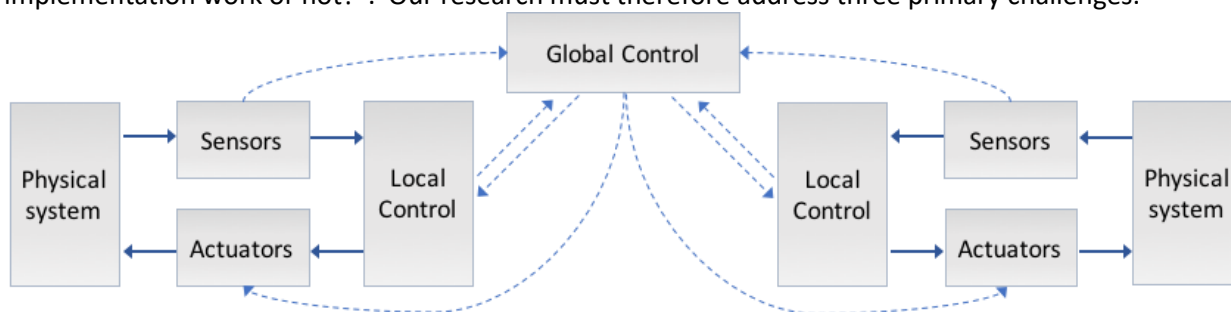 implementation work or not?". Our research must therefore address three primary challenges:
Global Control
Physical
system
Sensors
Actuators
Local
Control
Local
Control
Sensors
Actuators
Physical
system